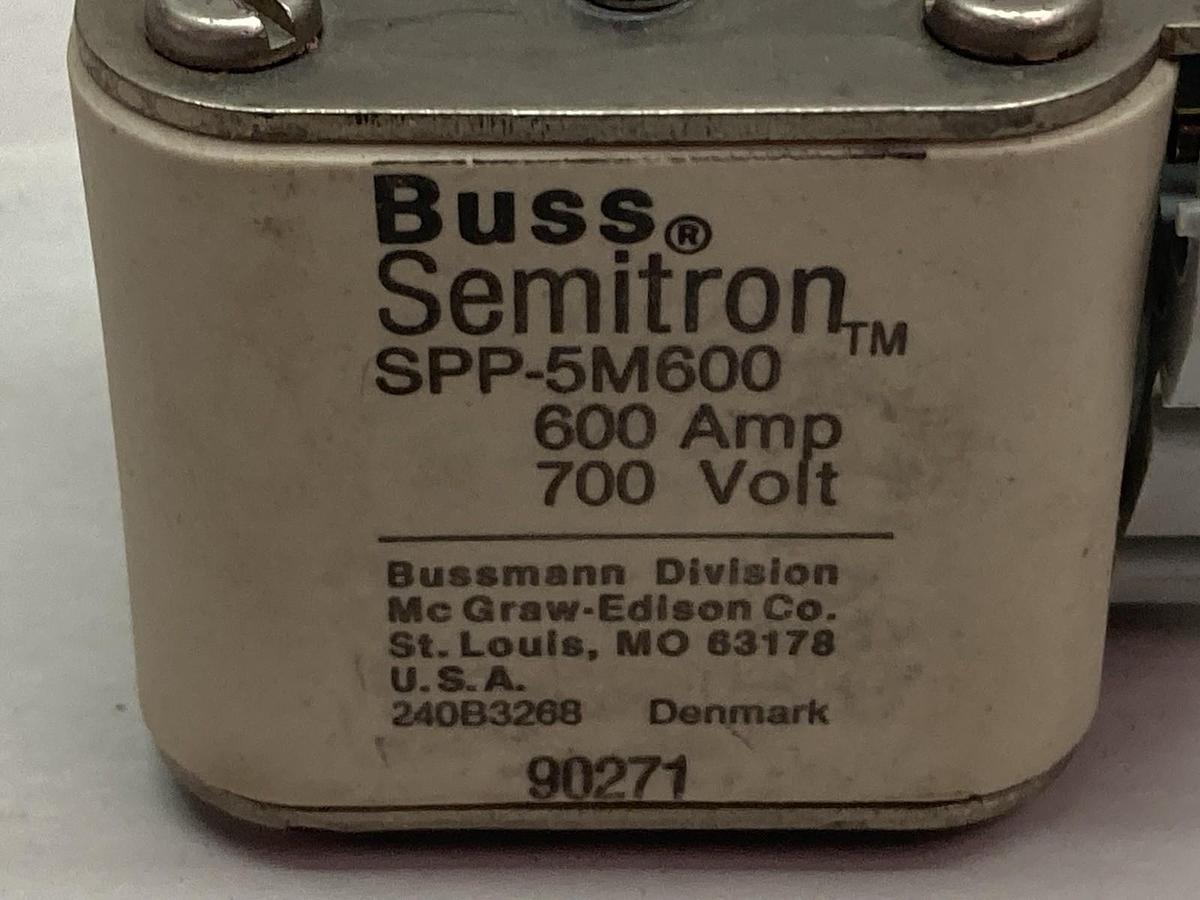 Buss®
Semitron™
SPP-5M600
600 Amp
700 Volt
Bussmann Division
Mc Graw-Edison Co.
St. Louis, MO 63178
U.S.A.
240B3268 Denmark
90271